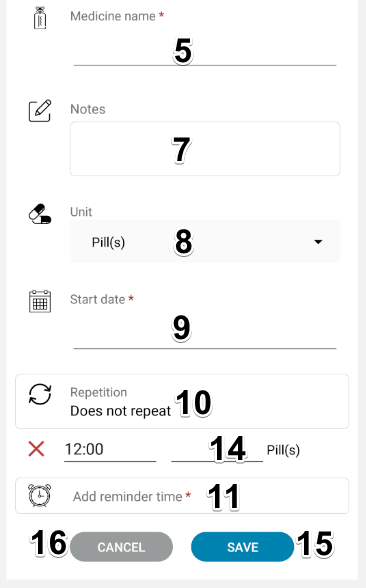 Medicine name *
5
Notes
7
Unit
Pill(s) 8
Start date *
9
Repetition
Does not repeat 10
12:00 14 Pill(s)
Add reminder time * 11
16 CANCEL SAVE 15